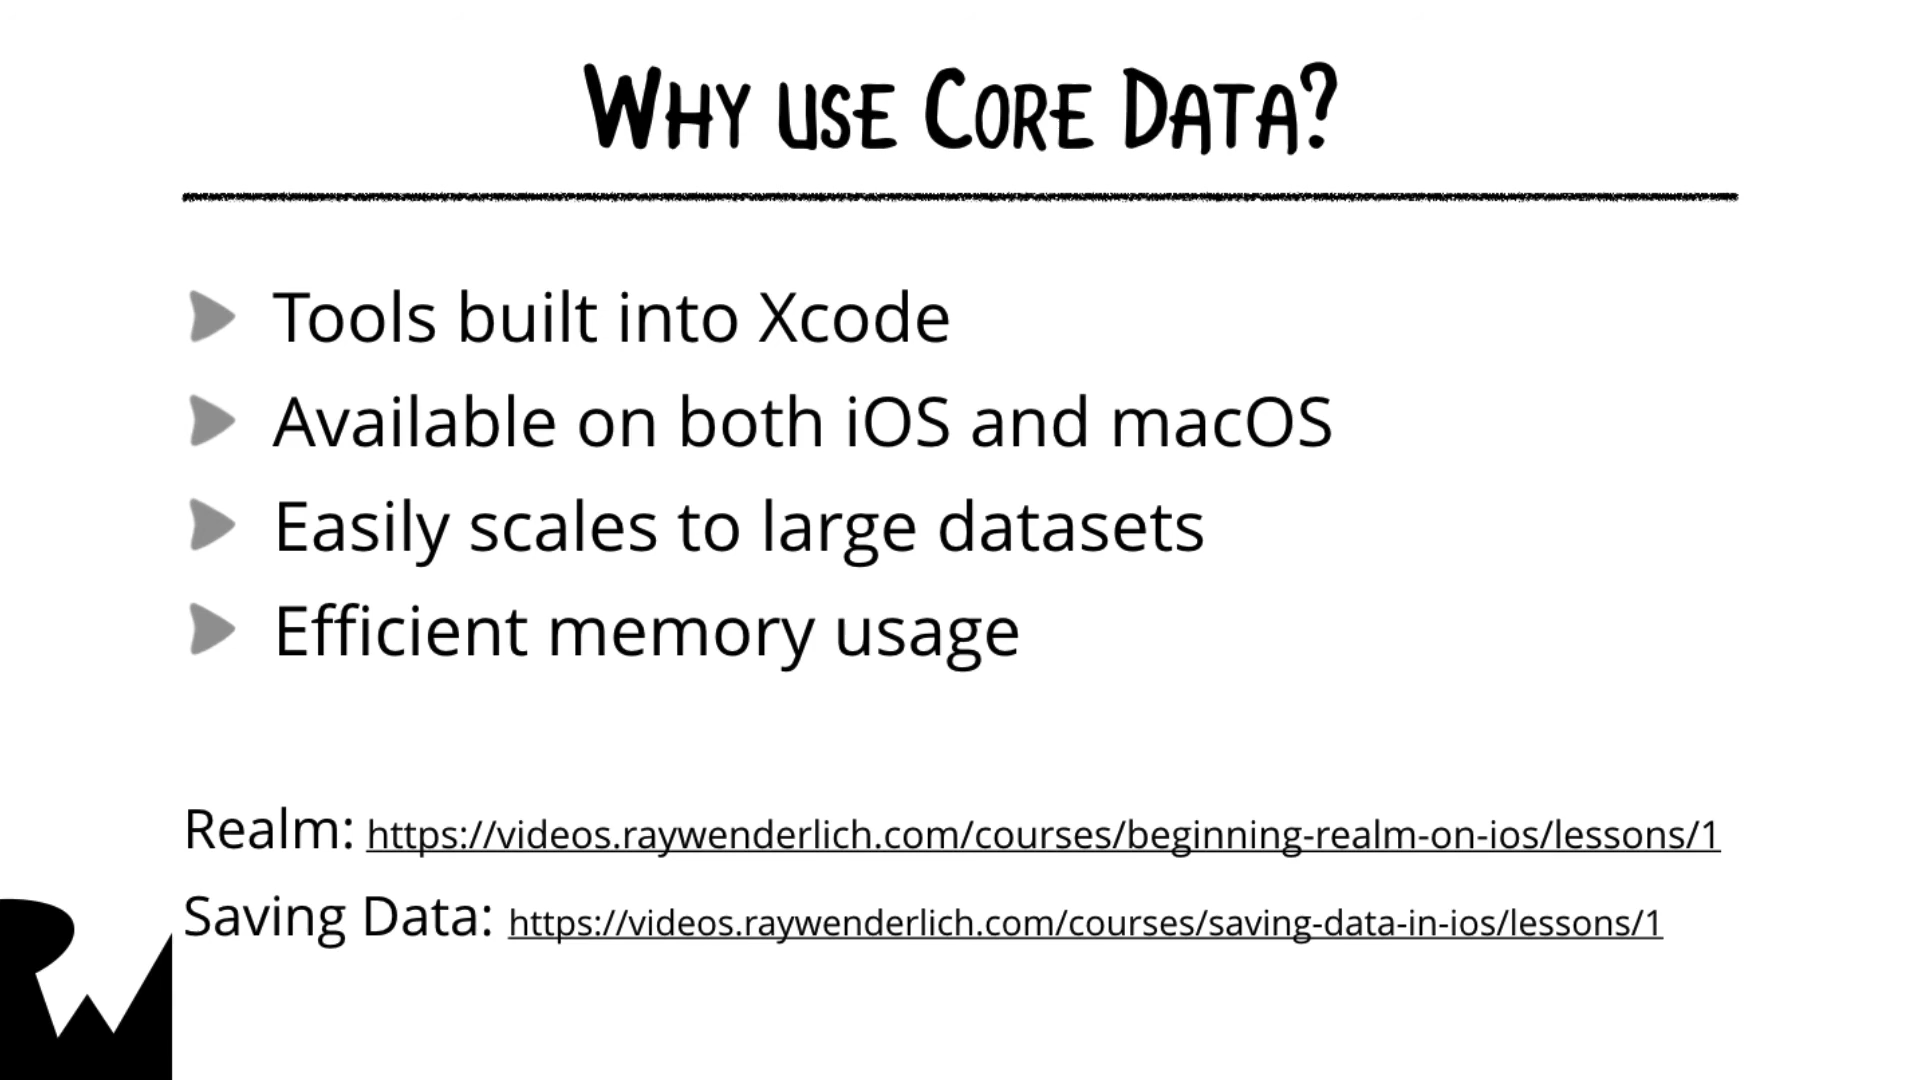 Why use Core Data?
Tools built into Xcode
Available on both iOS and macOS
Easily scales to large datasets
Efficient memory usage
Realm: https://videos.raywenderlich.com/courses/beginning-realm-on-ios/lessons/1
Saving Data: https://videos.raywenderlich.com/courses/saving-data-in-ios/lessons/1
RW